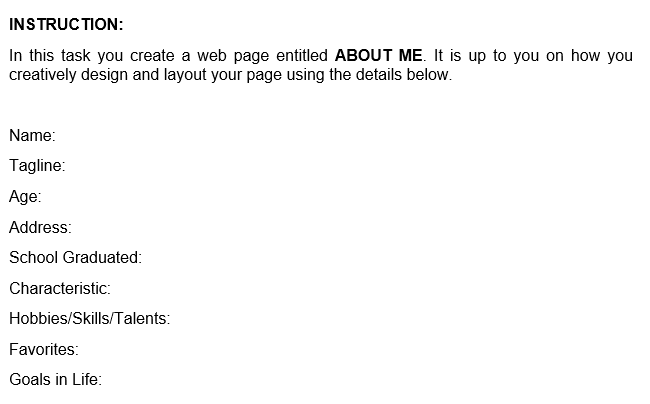 INSTRUCTION:
In this task you create a web page entitled ABOUT ME. It is up to you on how you
creatively design and layout your page using the details below.
Name:
Tagline:
Age:
Address:
School Graduated:
Characteristic:
Hobbies/Skills/Talents:
Favorites:
Goals in Life: